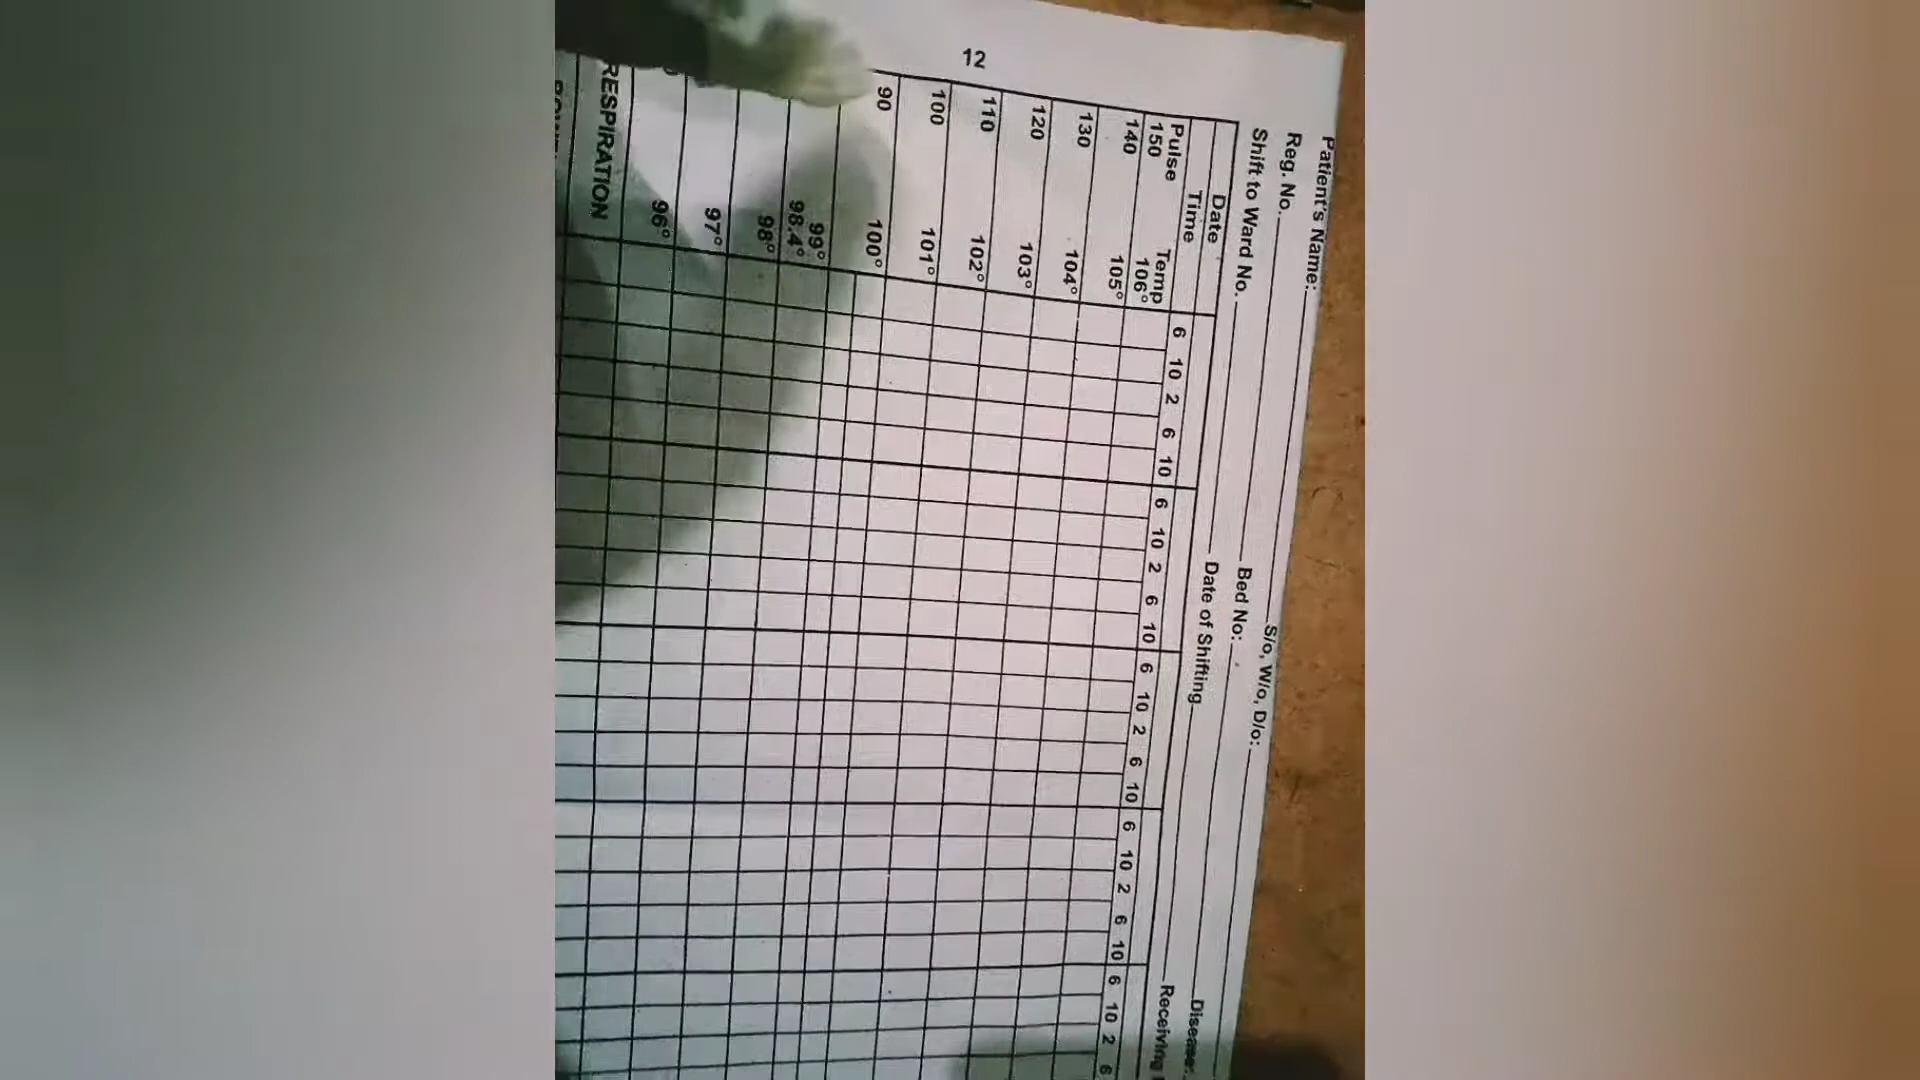 12
Patient's Name: S/o, W/o, D/o:
Reg. No. Bed No: Disease:
Shift to Ward No. Date of Shifting Receiving
Date
Time 6 10 2 6 10 6 10 2 6 10 6 10 2 6 10 6 10 2 6 10 6 10 2 6
Pulse Temp
150 106°
140 105°
130 104°
120 103°
110 102°
100 101°
90 100°
99°
98.4°
98°
97°
96°
RESPIRATION